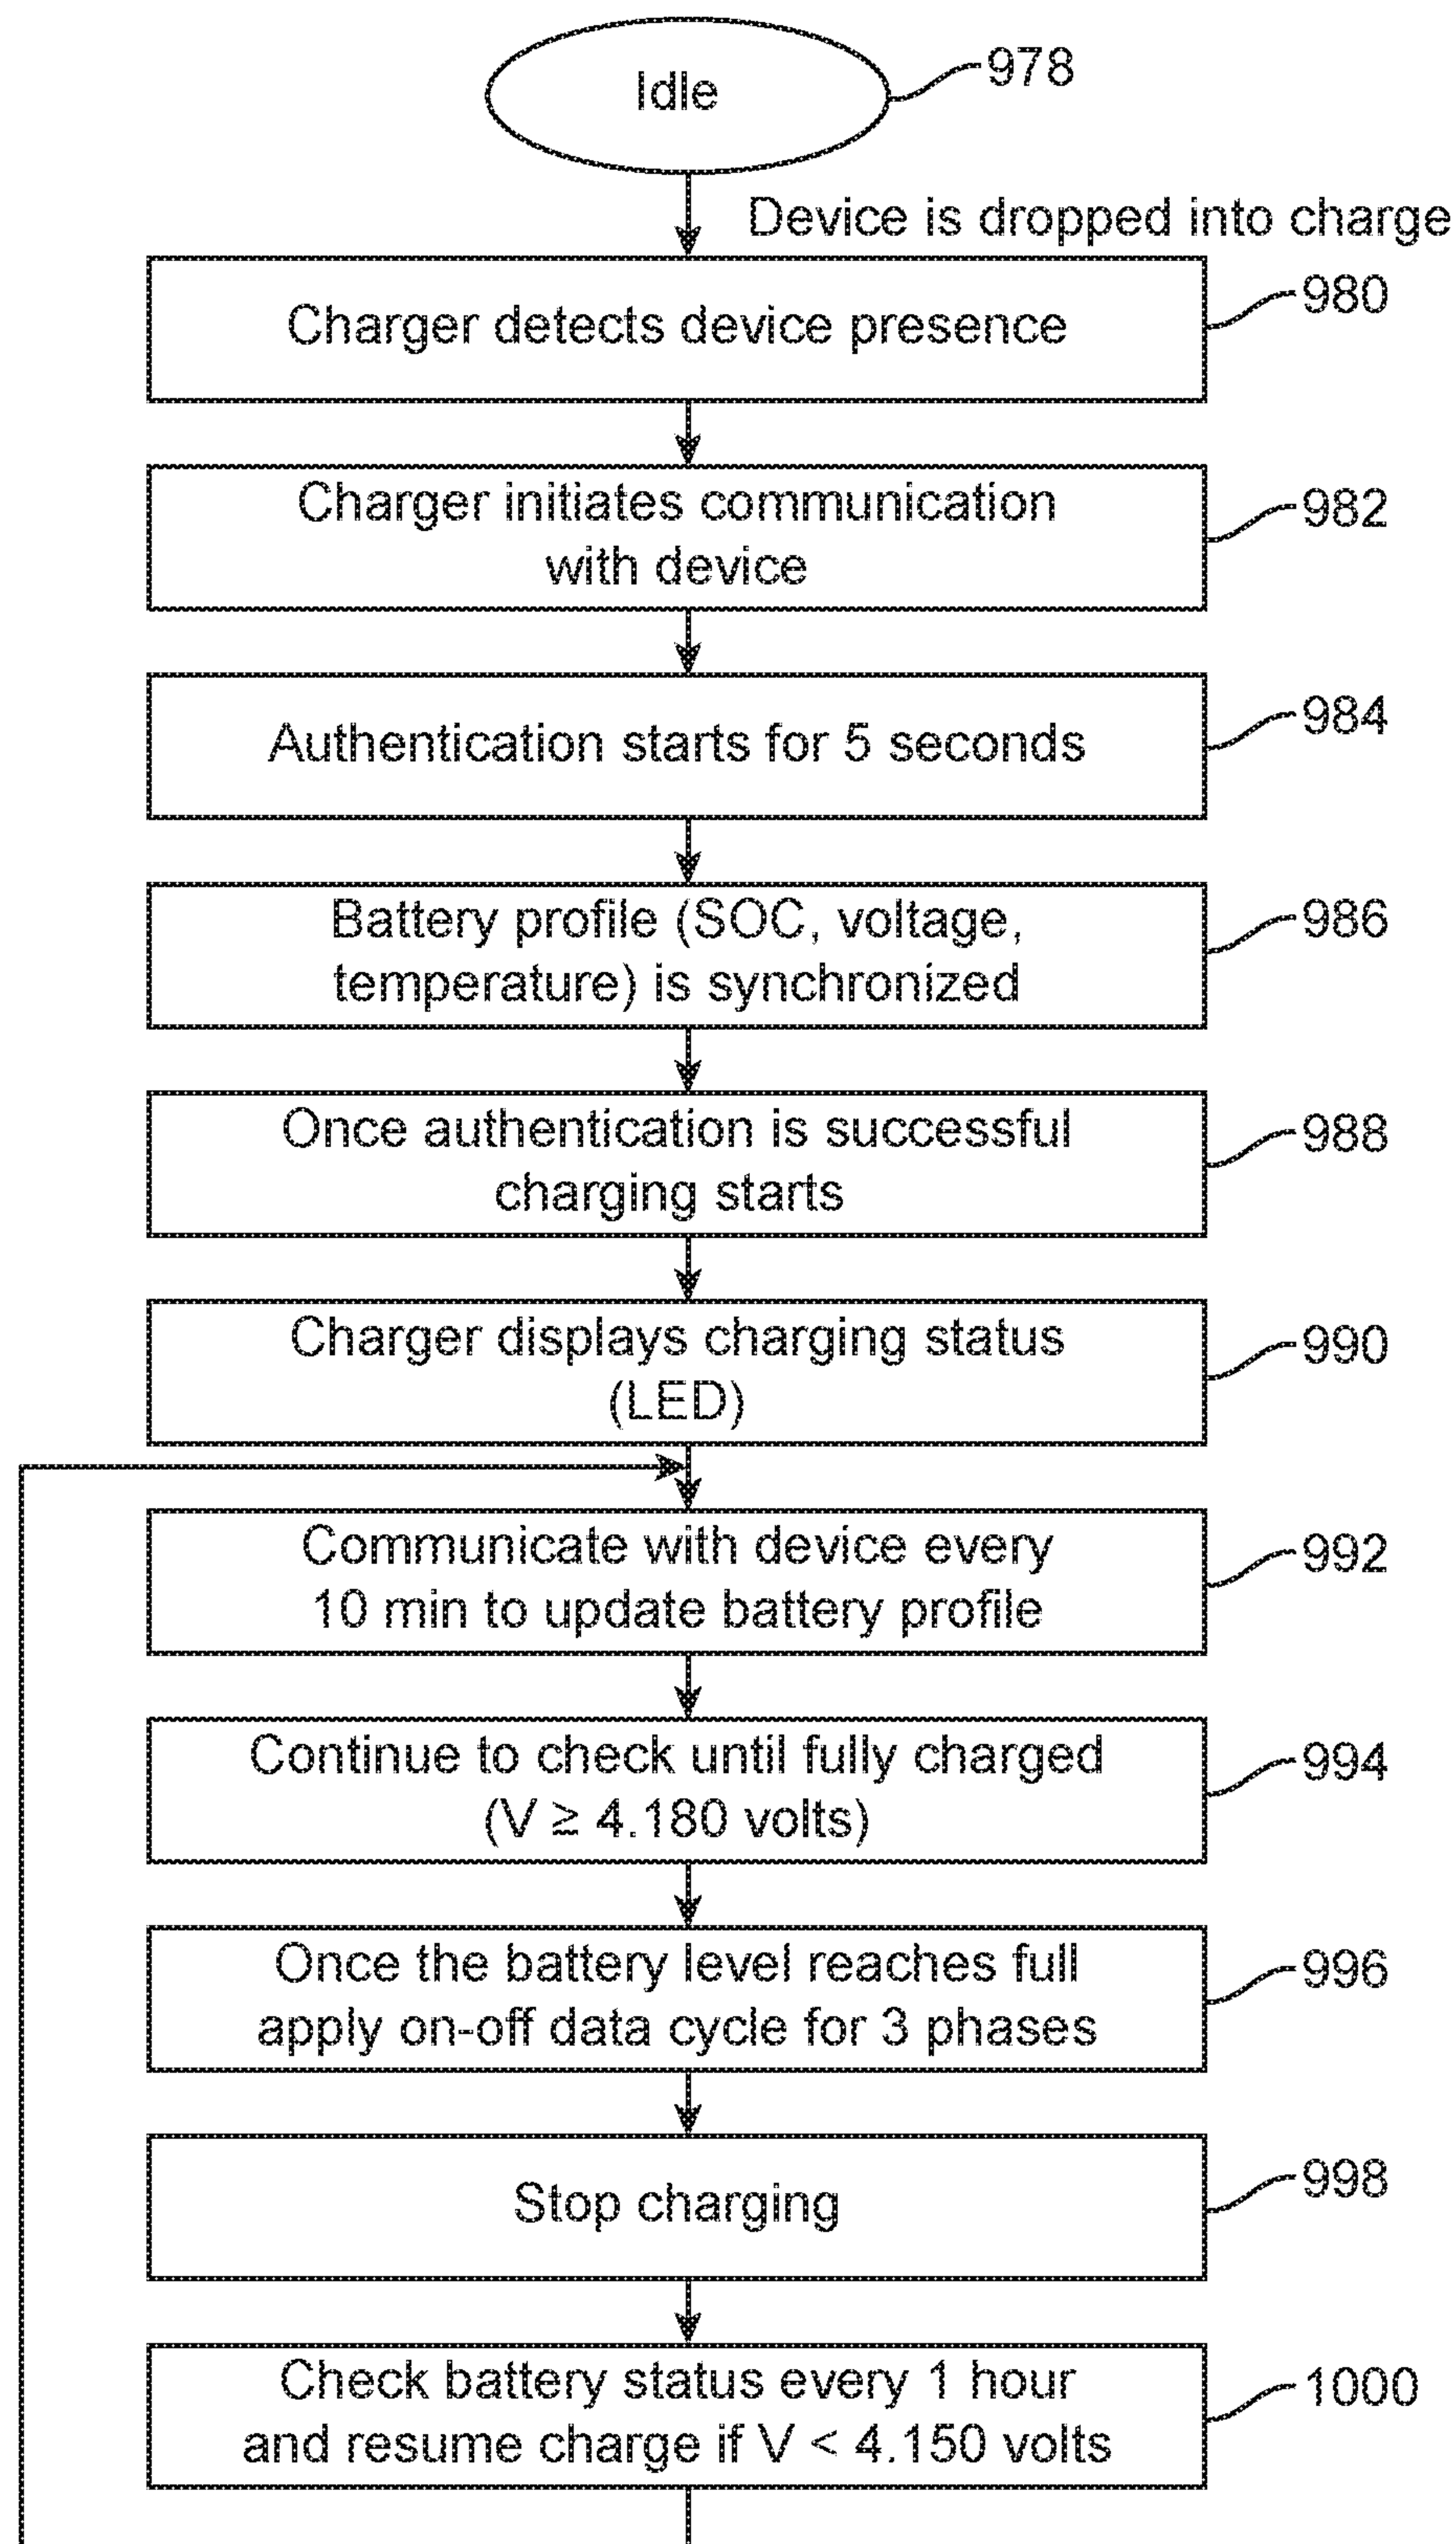 Idle
978
Device is dropped into charge
Charger detects device presence
980
Charger initiates communication
with device
982
Authentication starts for 5 seconds
984
Battery profile (SOC, voltage,
temperature) is synchronized
986
Once authentication is successful
charging starts
988
Charger displays charging status
(LED)
990
Communicate with device every
10 min to update battery profile
992
Continue to check until fully charged
(V ≥ 4.180 volts)
994
Once the battery level reaches full
apply on-off data cycle for 3 phases
996
Stop charging
998
Check battery status every 1 hour
and resume charge if V < 4.150 volts
1000